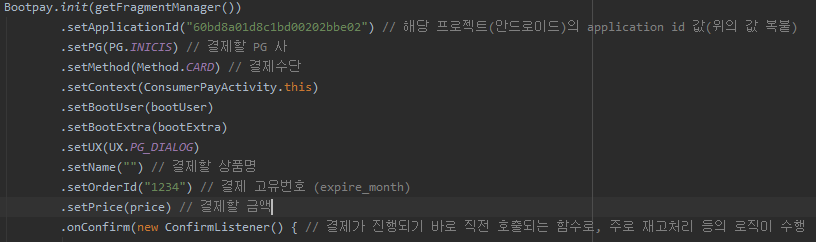 Bootpay.init(getFragmentManager())
.setApplicationId("60bd8a01d8c1bd00202bbe02") // 해당 프로젝트(안드로이드)의 application id 값(위의 값 복붙)
.setPG(PG.INICIS) // 결제할 PG 사
.setMethod(Method.CARD) // 결제수단
.setContext(ConsumerPayActivity.this)
.setBootUser(bootUser)
.setBootExtra(bootExtra)
.setUX(UX.PG_DIALOG)
.setName("") // 결제할 상품명
.setOrderId("1234") // 결제 고유번호 (expire_month)
.setPrice(price) // 결제할 금액
.onConfirm(new ConfirmListener() { // 결제가 진행되기 바로 직전 호출되는 함수로, 주로 재고처리 등의 로직이 수행